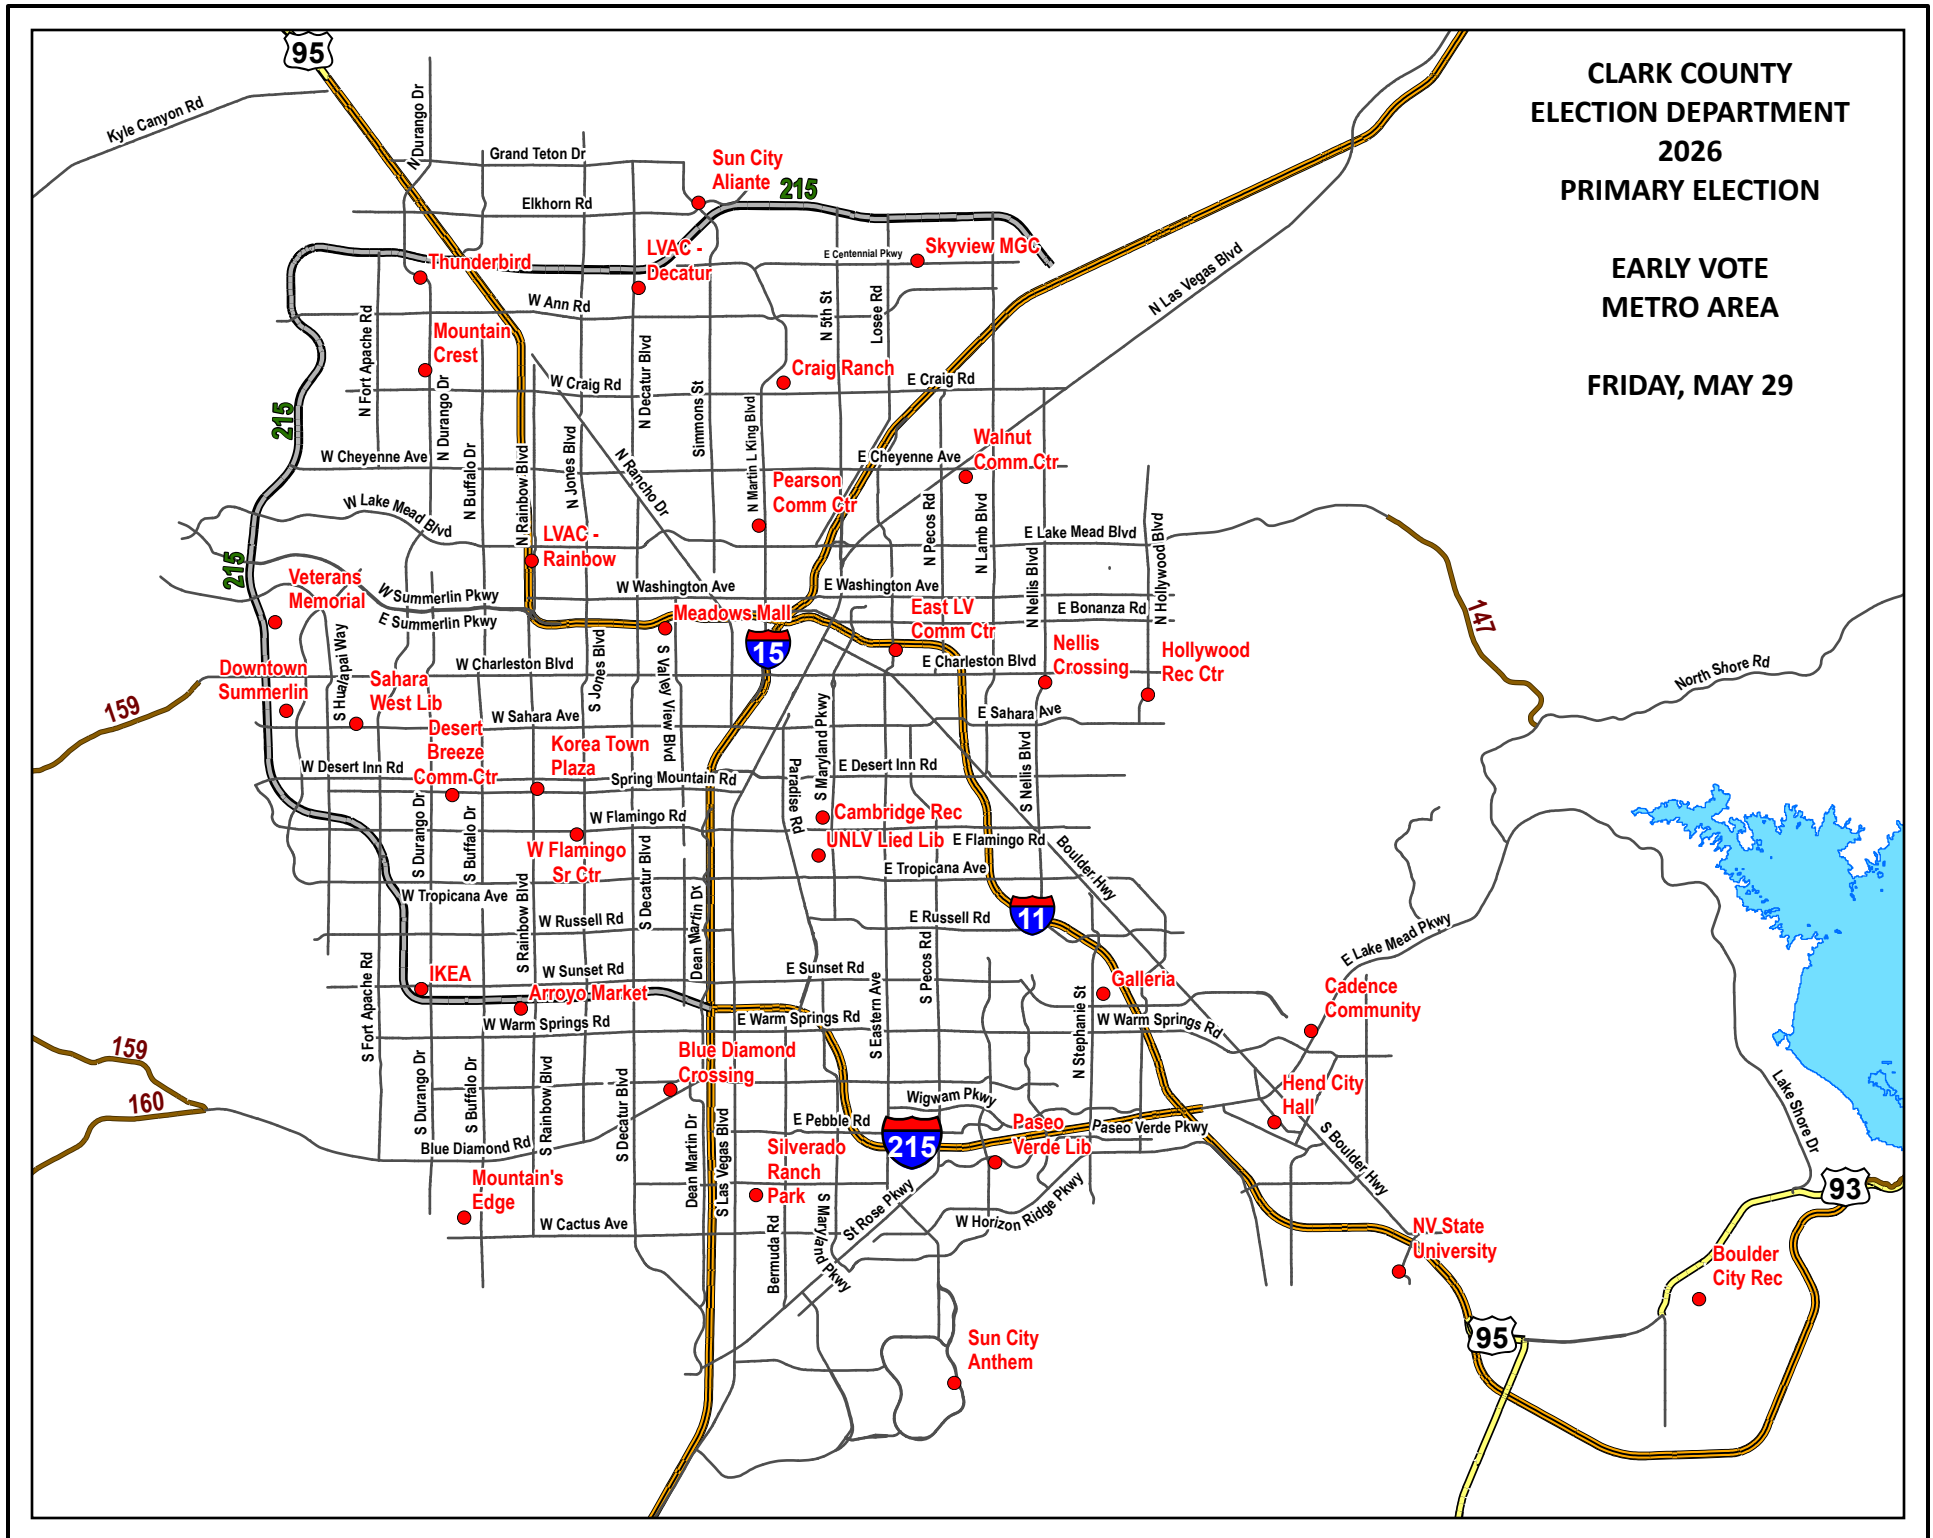 CLARK COUNTY
ELECTION DEPARTMENT
2026
PRIMARY ELECTION
EARLY VOTE
METRO AREA
FRIDAY, MAY 29
95
Kyle Canyon Rd
N Durango Dr
Grand Teton Dr
Sun City
Aliante
215
Elkhorn Rd
LVAC -
Decatur
E Centennial Pkwy
Skyview MGC
N Las Vegas Blvd
Thunderbird
W Ann Rd
N Fort Apache Rd
Mountain
Crest
N 5th St
Losee Rd
N Decatur Blvd
Craig Ranch
W Craig Rd
E Craig Rd
215
N Durango Dr
Simmons St
N Martin L King Blvd
W Cheyenne Ave
N Buffalo Dr
N Rainbow Blvd
N Jones Blvd
N Rancho Dr
E Cheyenne Ave
Walnut
Comm Ctr
Pearson
Comm Ctr
W Lake Mead Blvd
N Pecos Rd
N Lamb Blvd
E Lake Mead Blvd
N Nellis Blvd
N Hollywood Blvd
LVAC -
Rainbow
215
Veterans
Memorial
W Summerlin Pkwy
E Summerlin Pkwy
W Washington Ave
E Washington Ave
Meadows Mall
East LV
Comm Ctr
E Bonanza Rd
147
15
Nellis
Crossing
Hollywood
Rec Ctr
North Shore Rd
Downtown
Summerlin
S Hualapai Way
Sahara
West Lib
W Charleston Blvd
S Jones Blvd
S Valley View Blvd
E Charleston Blvd
159
W Sahara Ave
E Sahara Ave
Desert
Breeze
Comm Ctr
Korea Town
Plaza
W Desert Inn Rd
Spring Mountain Rd
Paradise Rd
S Maryland Pkwy
E Desert Inn Rd
S Nellis Blvd
S Durango Dr
S Buffalo Dr
W Flamingo Rd
Cambridge Rec
UNLV Lied Lib
E Flamingo Rd
Boulder Hwy
W Flamingo
Sr Ctr
S Decatur Blvd
E Tropicana Ave
W Tropicana Ave
S Rainbow Blvd
W Russell Rd
Dean Martin Dr
E Russell Rd
11
S Pecos Rd
E Lake Mead Pkwy
S Fort Apache Rd
IKEA
W Sunset Rd
E Sunset Rd
Galleria
Cadence
Community
Arroyo Market
S Eastern Ave
N Stephanie St
W Warm Springs Rd
E Warm Springs Rd
W Warm Springs Rd
159
160
S Durango Dr
S Buffalo Dr
S Rainbow Blvd
S Decatur Blvd
Blue Diamond
Crossing
Hend City
Hall
Lake Shore Dr
Wigwam Pkwy
E Pebble Rd
215
Paseo
Verde Lib
Paseo Verde Pkwy
Blue Diamond Rd
Dean Martin Dr
S Las Vegas Blvd
Silverado
Ranch
Park
S Boulder Hwy
Mountain's
Edge
St Rose Pkwy
W Horizon Ridge Pkwy
93
W Cactus Ave
Bermuda Rd
S Maryland Pkwy
NV State
University
Boulder
City Rec
95
Sun City
Anthem